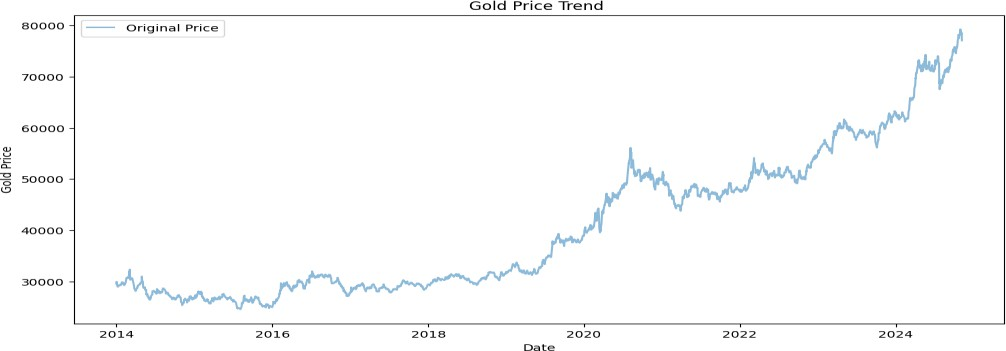 Gold Price Trend
Original Price
Gold Price
80000
70000
60000
50000
40000
30000
2014 2016 2018 2020 2022 2024
Date